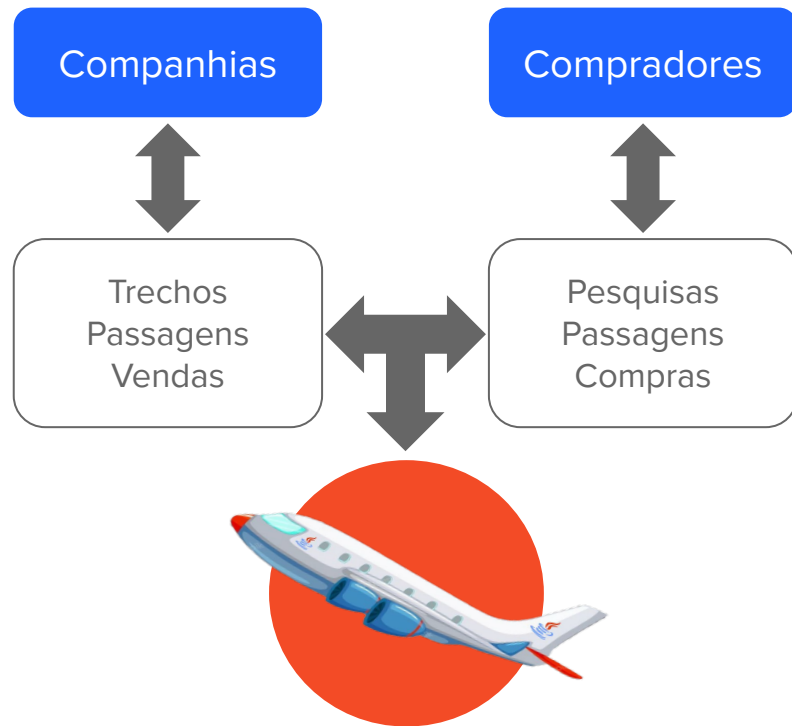 Companhias
Compradores
Trechos
Passagens
Vendas
Pesquisas
Passagens
Compras